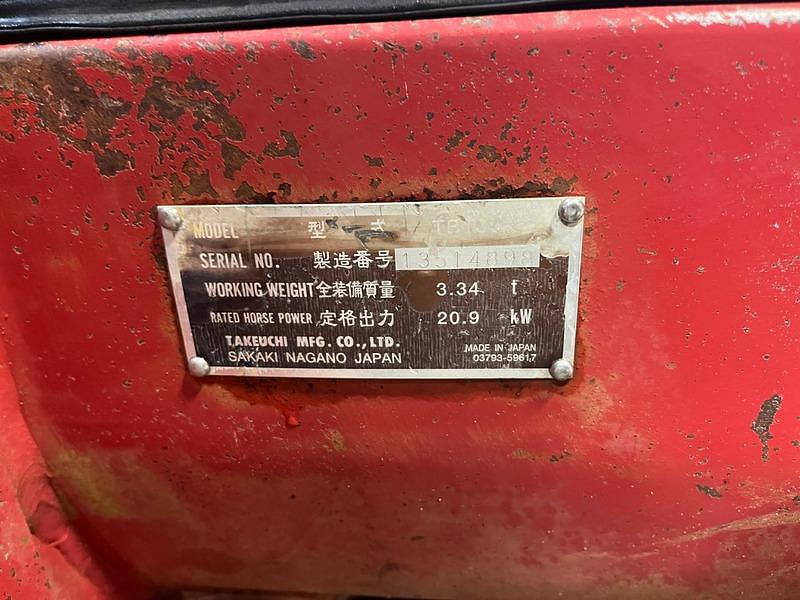 MODEL 型 式 TB
SERIAL NO. 製造番号 13514898
WORKING WEIGHT 全装備質量 3.34 t
RATED HORSE POWER 定格出力 20.9 kW
TAKEUCHI MFG. CO., LTD.
SAKAKI NAGANO JAPAN
MADE IN JAPAN
03793-59617